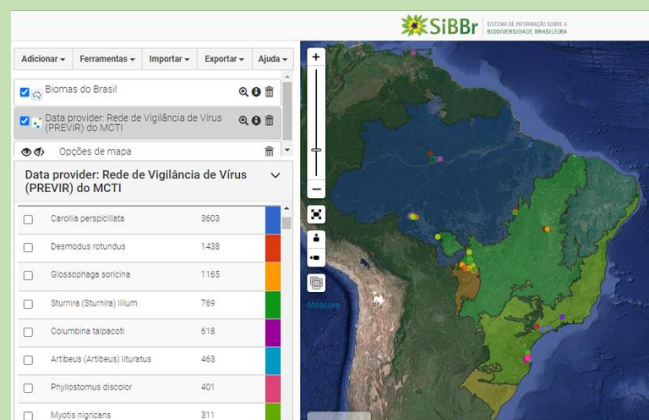 SiBBr
SISTEMA DE INFORMAÇÃO SOBRE A
BIODIVERSIDADE BRASILEIRA
Adicionar Ferramentas Importar Exportar Ajuda
Biomas do Brasil
Data provider: Rede de Vigilância de Vírus
(PREVIR) do MCTI
Opções de mapa
Data provider: Rede de Vigilância de Vírus
(PREVIR) do MCTI
Carollia perspicillata 3603
Desmodus rotundus 1438
Glossophaga soricina 1165
Sturnira (Sturnira) lilium 769
Columbina talpacoti 618
Artibeus (Artibeus) lituratus 463
Phyllostomus discolor 401
Myotis nigricans 311
Measure